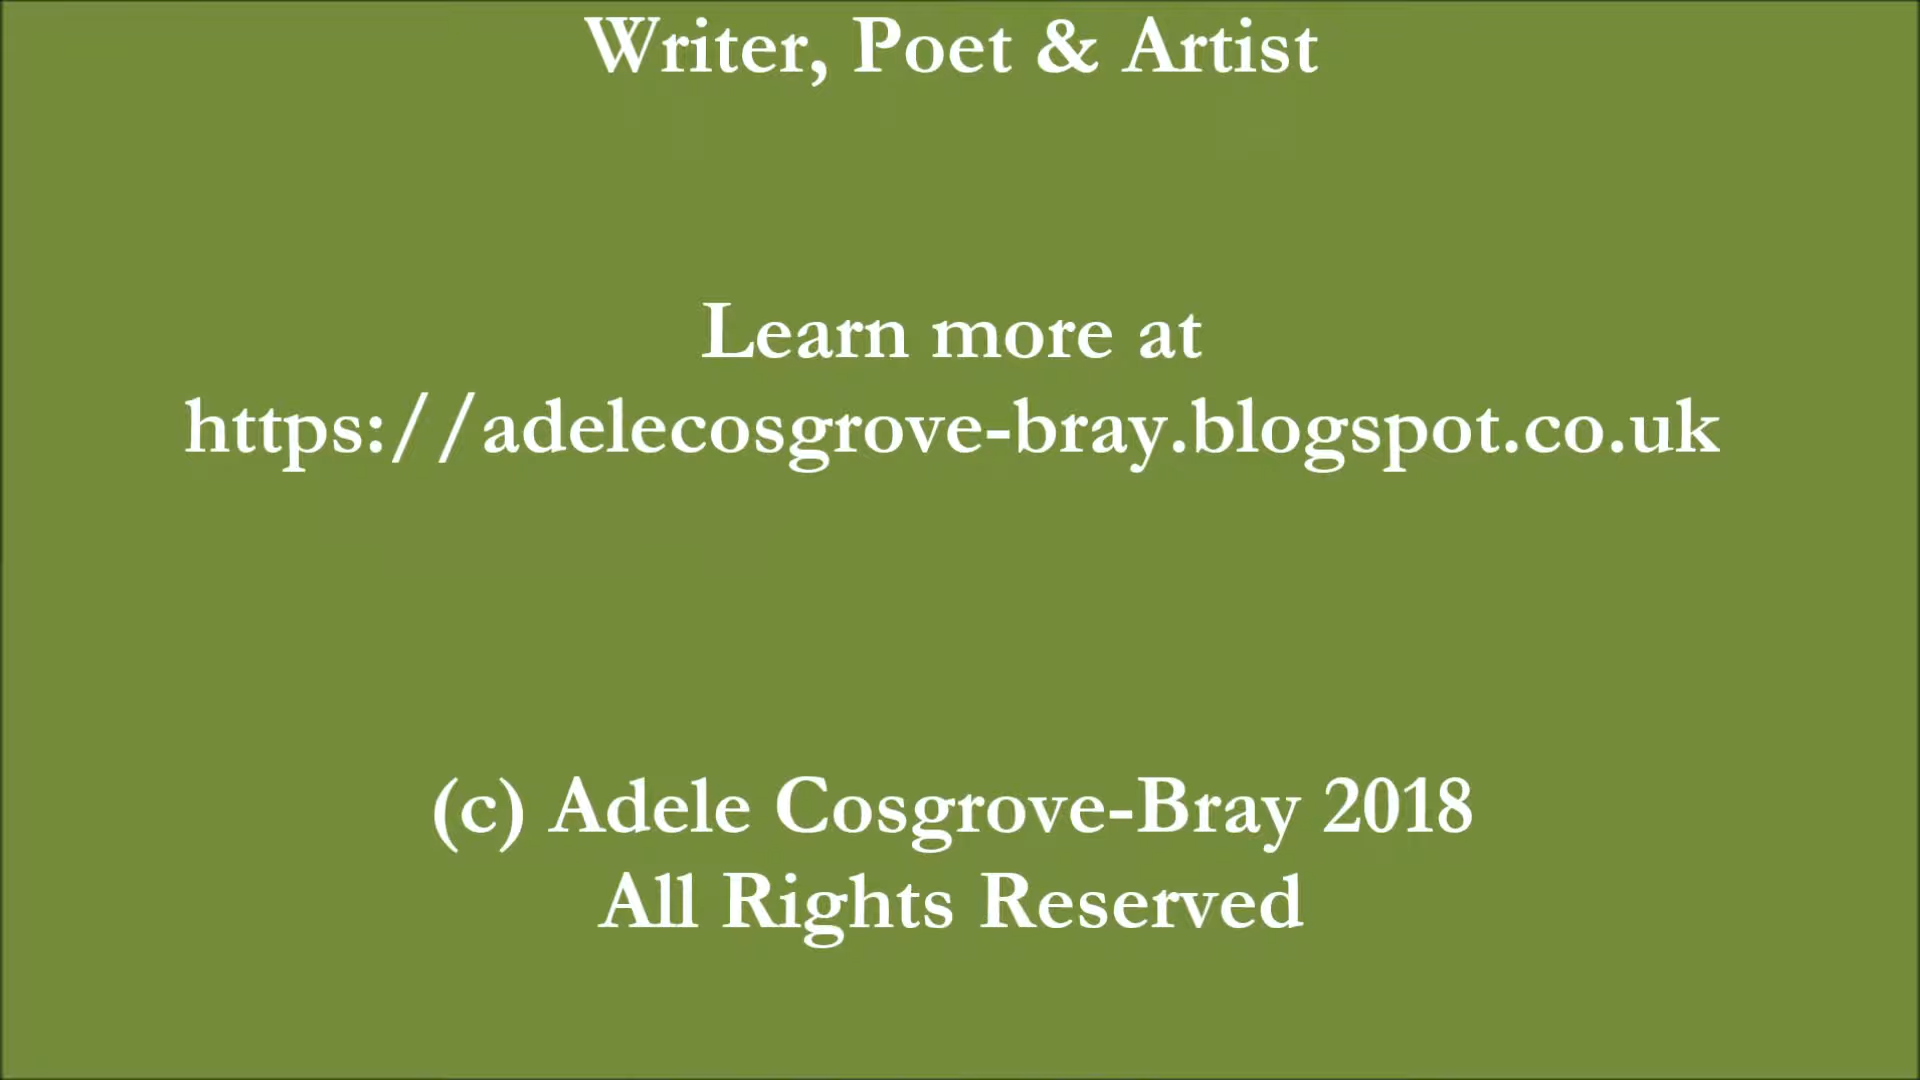 Writer, Poet & Artist
Learn more at
https://adelecosgrove-bray.blogspot.co.uk
(c) Adele Cosgrove-Bray 2018
All Rights Reserved